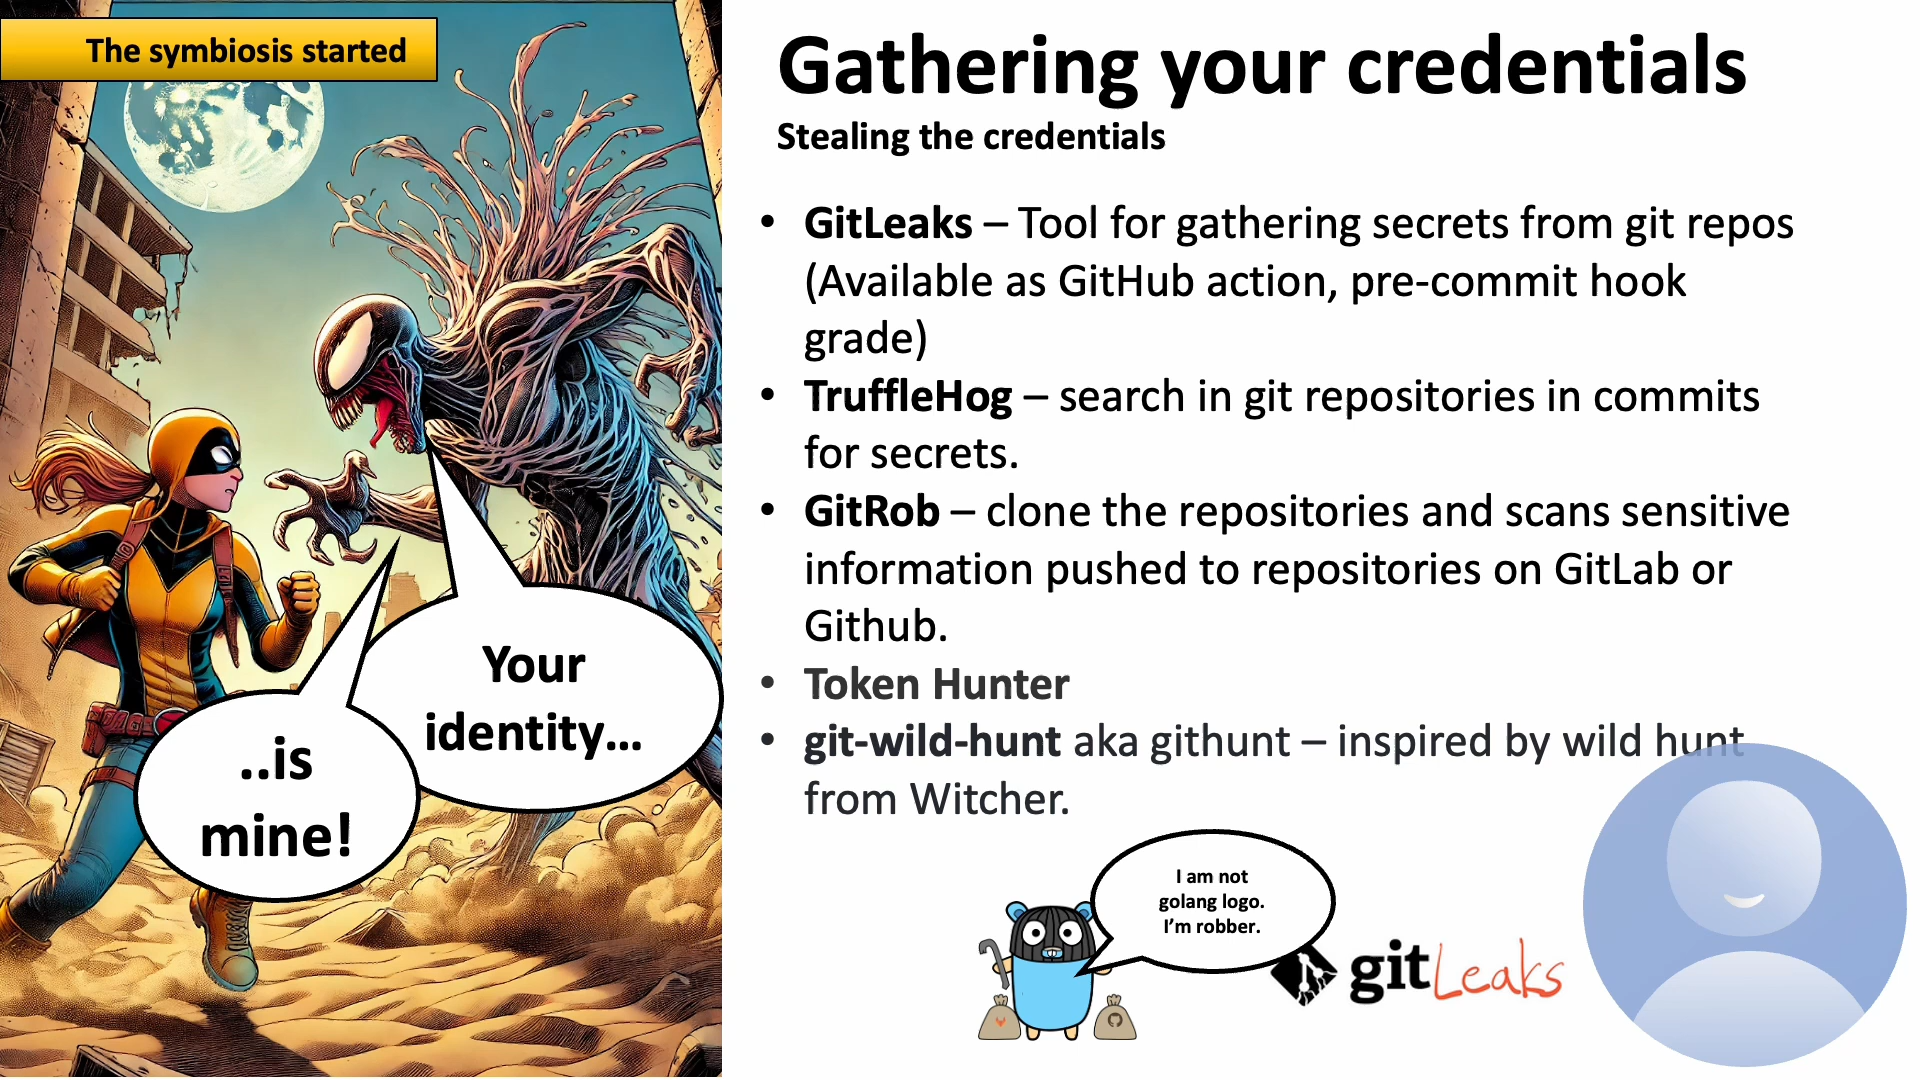 The symbiosis started
Gathering your credentials
Stealing the credentials
• GitLeaks – Tool for gathering secrets from git repos
(Available as GitHub action, pre-commit hook
grade)
• TruffleHog – search in git repositories in commits
for secrets.
• GitRob – clone the repositories and scans sensitive
information pushed to repositories on GitLab or
Github.
• Token Hunter
• git-wild-hunt aka githunt – inspired by wild hunt
from Witcher.
Your
identity...
..is
mine!
I am not
golang logo.
I'm robber.
gitLeaks